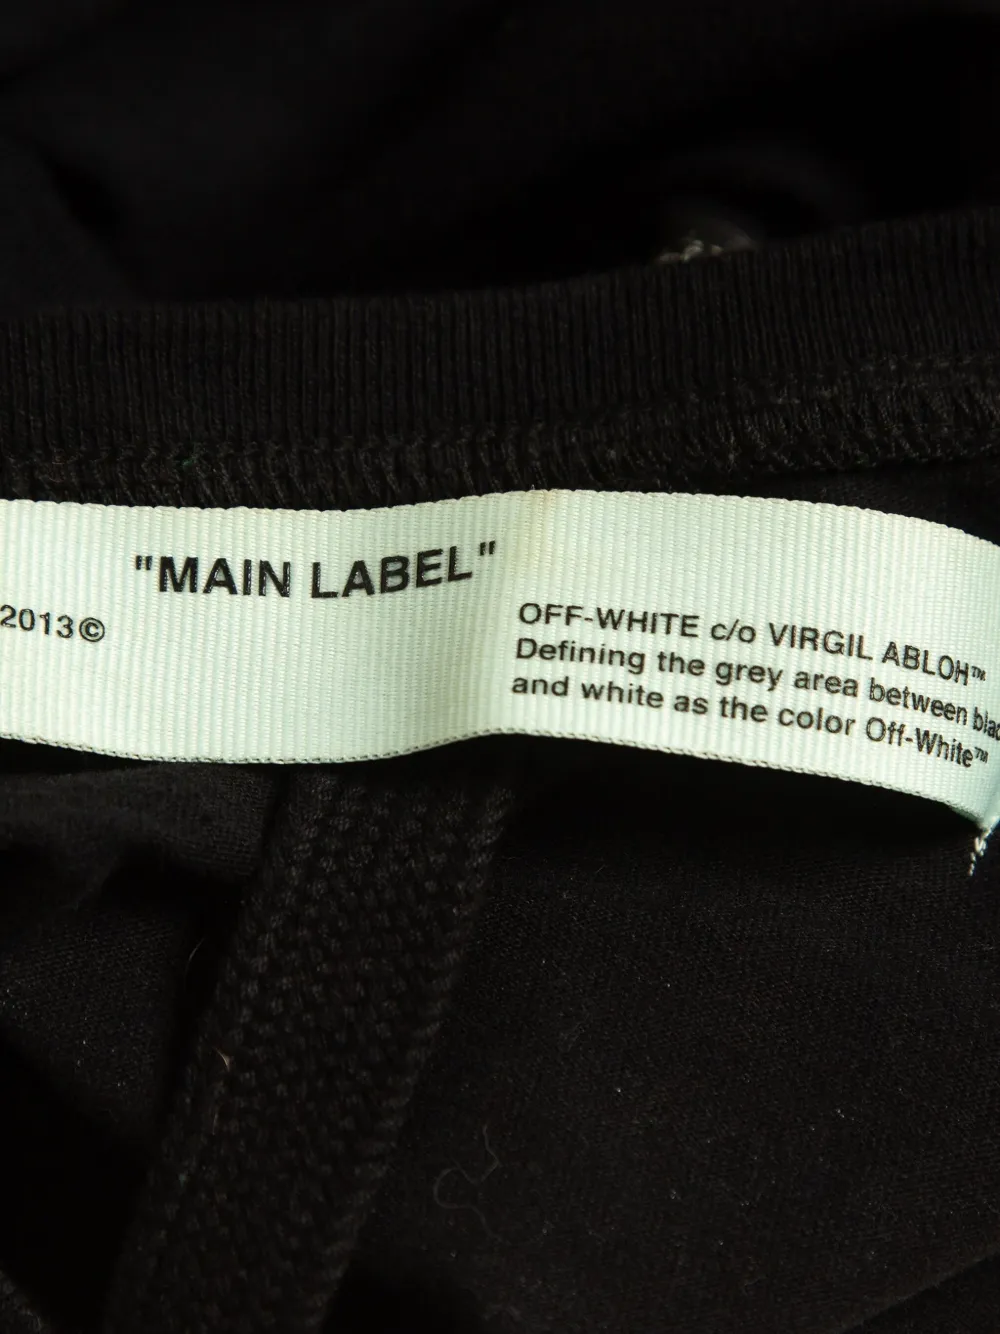 "MAIN LABEL"
2013©
OFF-WHITE c/o VIRGIL ABLOH™
Defining the grey area between
and white as the color Off-White™